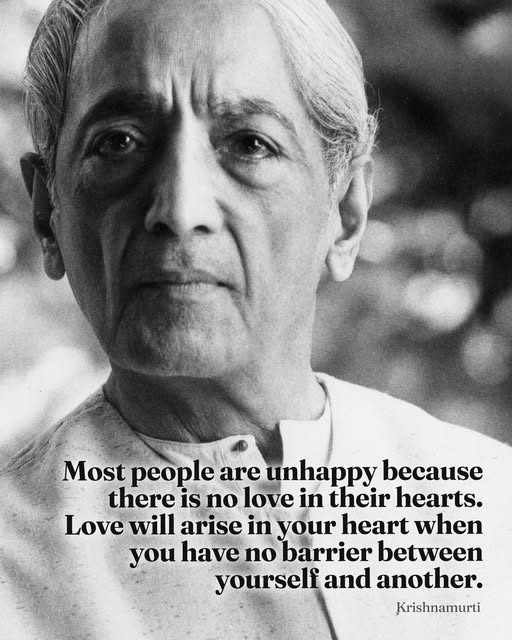 Most people are unhappy because
there is no love in their hearts.
Love will arise in your heart when
you have no barrier between
yourself and another.
Krishnamurti